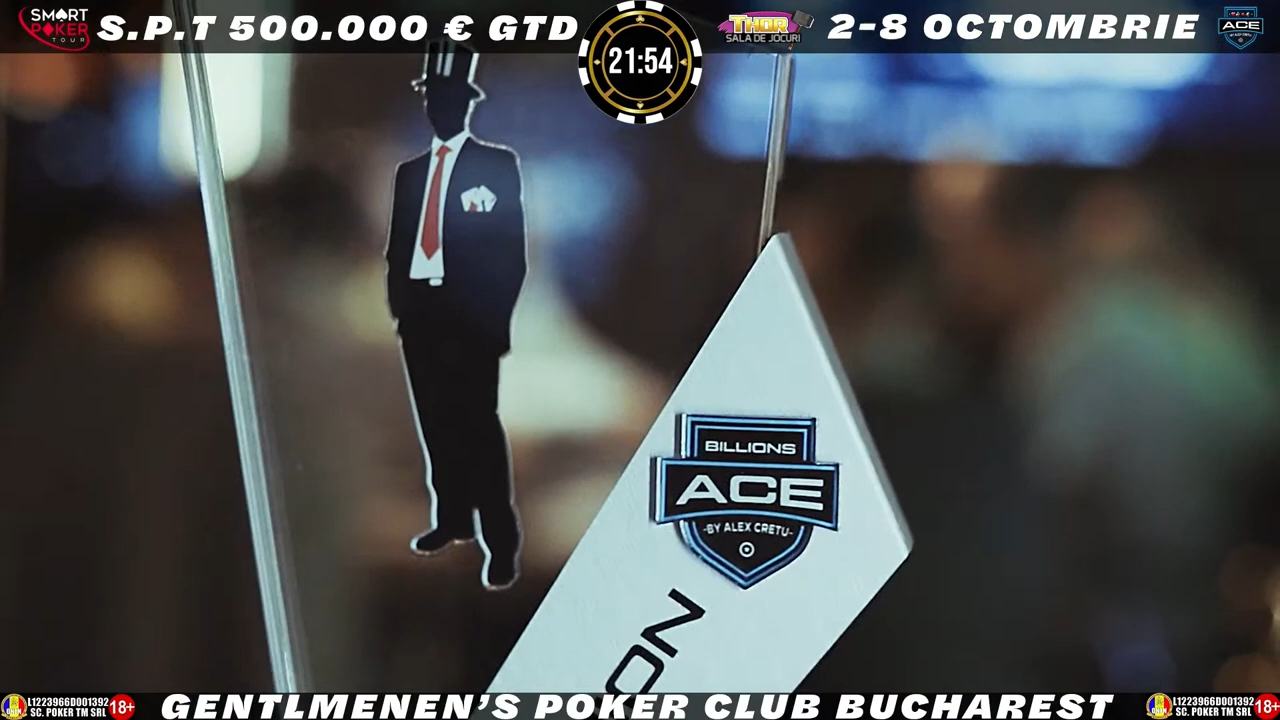 SMART
POKER
TOUR
S.P.T 500.000 € GTD
21:54
THOR
SALA DE JOCURI
2-8 OCTOMBRIE
ACE
BILLIONS
ACE
-BY ALEX CRETU-
ON
L1223966D001392
SC. POKER TM SRL
18+
GENTLMENEN'S POKER CLUB BUCHAREST
L1223966D001392
SC. POKER TM SRL
18+